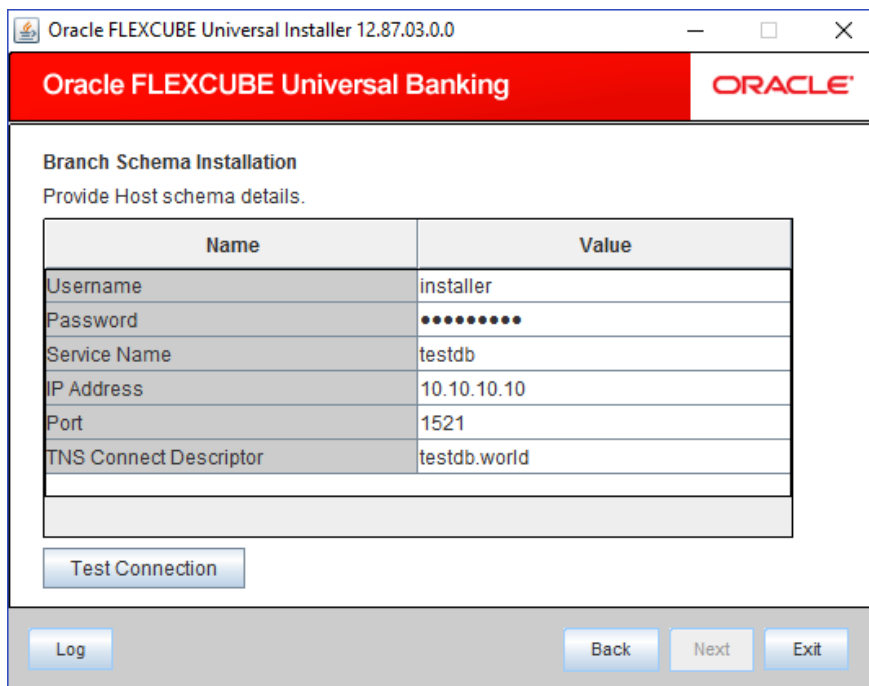 Oracle FLEXCUBE Universal Installer 12.87.03.0.0
Oracle FLEXCUBE Universal Banking ORACLE
Branch Schema Installation
Provide Host schema details.
Name Value
Username installer
Password •••••••••
Service Name testdb
IP Address 10.10.10.10
Port 1521
TNS Connect Descriptor testdb.world
Test Connection
Log Back Next Exit